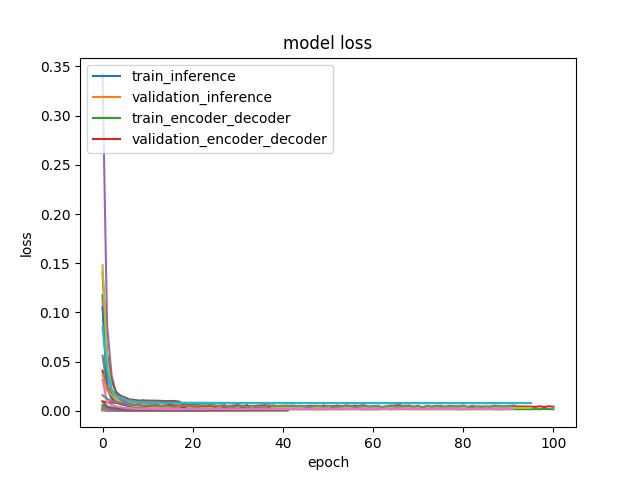 model loss
train_inference
validation_inference
train_encoder_decoder
validation_encoder_decoder
0.35
0.30
0.25
0.20
0.15
0.10
0.05
0.00
loss
0 20 40 60 80 100
epoch